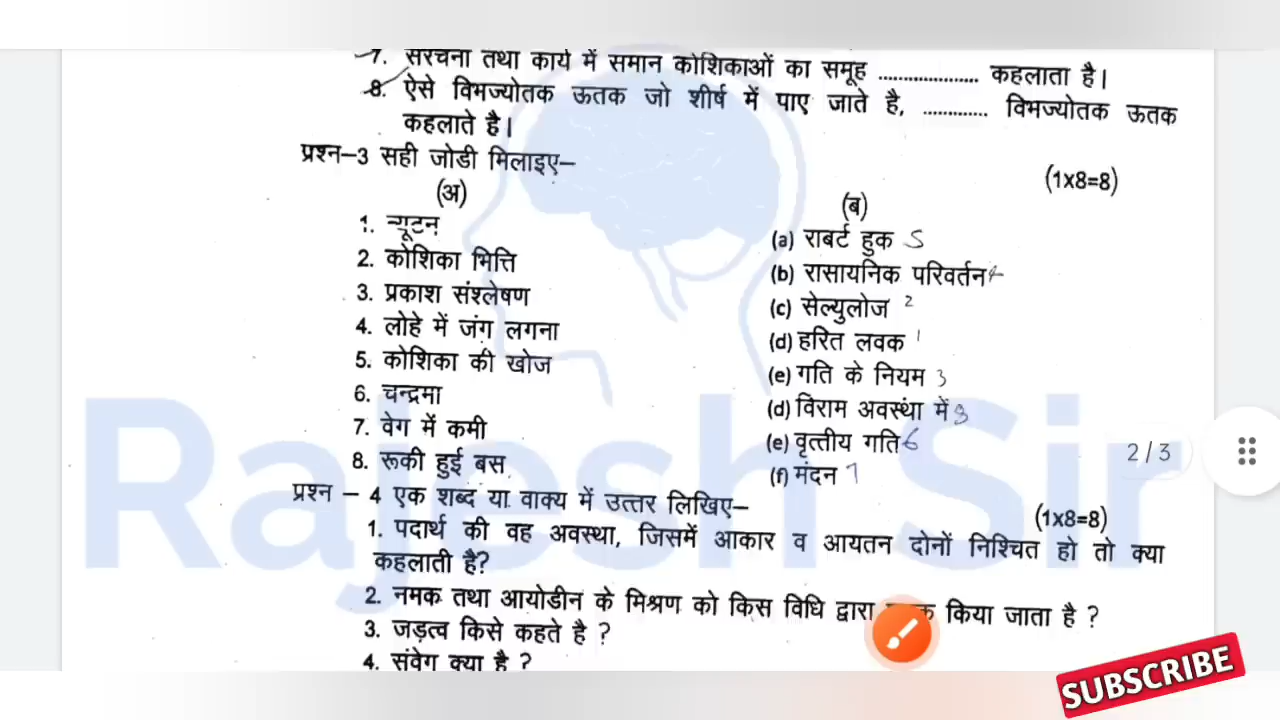 7. संरचना तथा कार्य में समान कोशिकाओं का समूह .................... कहलाता है।
8. ऐसे विभज्योतक ऊतक जो शीर्ष में पाए जाते है, ............. विभज्योतक ऊतक
कहलाते है।
प्रश्न–3 सही जोडी मिलाइए–
(1x8=8)
(अ) (ब)
1. न्यूटन (a) राबर्ट हुक 5
2. कोशिका भित्ति (b) रासायनिक परिवर्तन 4
3. प्रकाश संश्लेषण (c) सेल्युलोज 2
4. लोहे में जंग लगना (d) हरित लवक 1
5. कोशिका की खोज (e) गति के नियम 3
6. चन्द्रमा (d) विराम अवस्था में 8
7. वेग में कमी (e) वृत्तीय गति 6
8. रूकी हुई बस (f) मंदन 7
2 / 3
प्रश्न – 4 एक शब्द या वाक्य में उत्तर लिखिए–
(1x8=8)
1. पदार्थ की वह अवस्था, जिसमें आकार व आयतन दोनों निश्चित हो तो क्या
कहलाती है?
2. नमक तथा आयोडीन के मिश्रण को किस विधि द्वारा किया जाता है ?
3. जड़त्व किसे कहते है ?
4. संवेग क्या है ?
Rajesh Sir
SUBSCRIBE